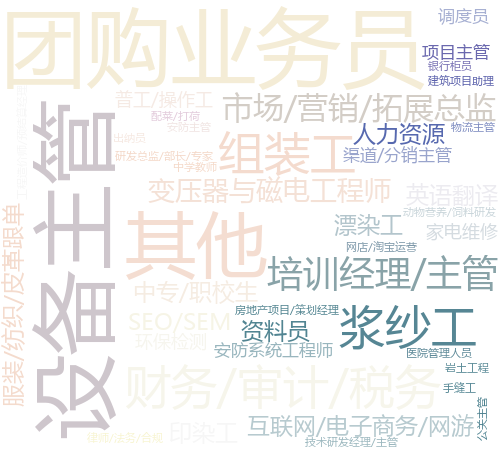 团购业务员
调度员
项目主管
银行柜员
建筑项目助理
普工/操作工
配菜/打荷
安防主管
市场/营销/拓展总监
人力资源
物流主管
出纳员
渠道/分销主管
研发总监/部长/专家
中学教师
组装工
设备主管
变压器与磁电工程师
英语翻译
动物营养/饲料研发
服装/纺织/皮革跟单
其他
漂染工
家电维修
网店/淘宝运营
培训经理/主管
中专/职校生
SEO/SEM
房地产项目/策划经理
资料员
浆纱工
安防系统工程师
医院管理人员
岩土工程
财务/审计/税务
手缝工
公关主管
印染工
互联网/电子商务/网游
技术研发经理/主管
律师/法务/合规